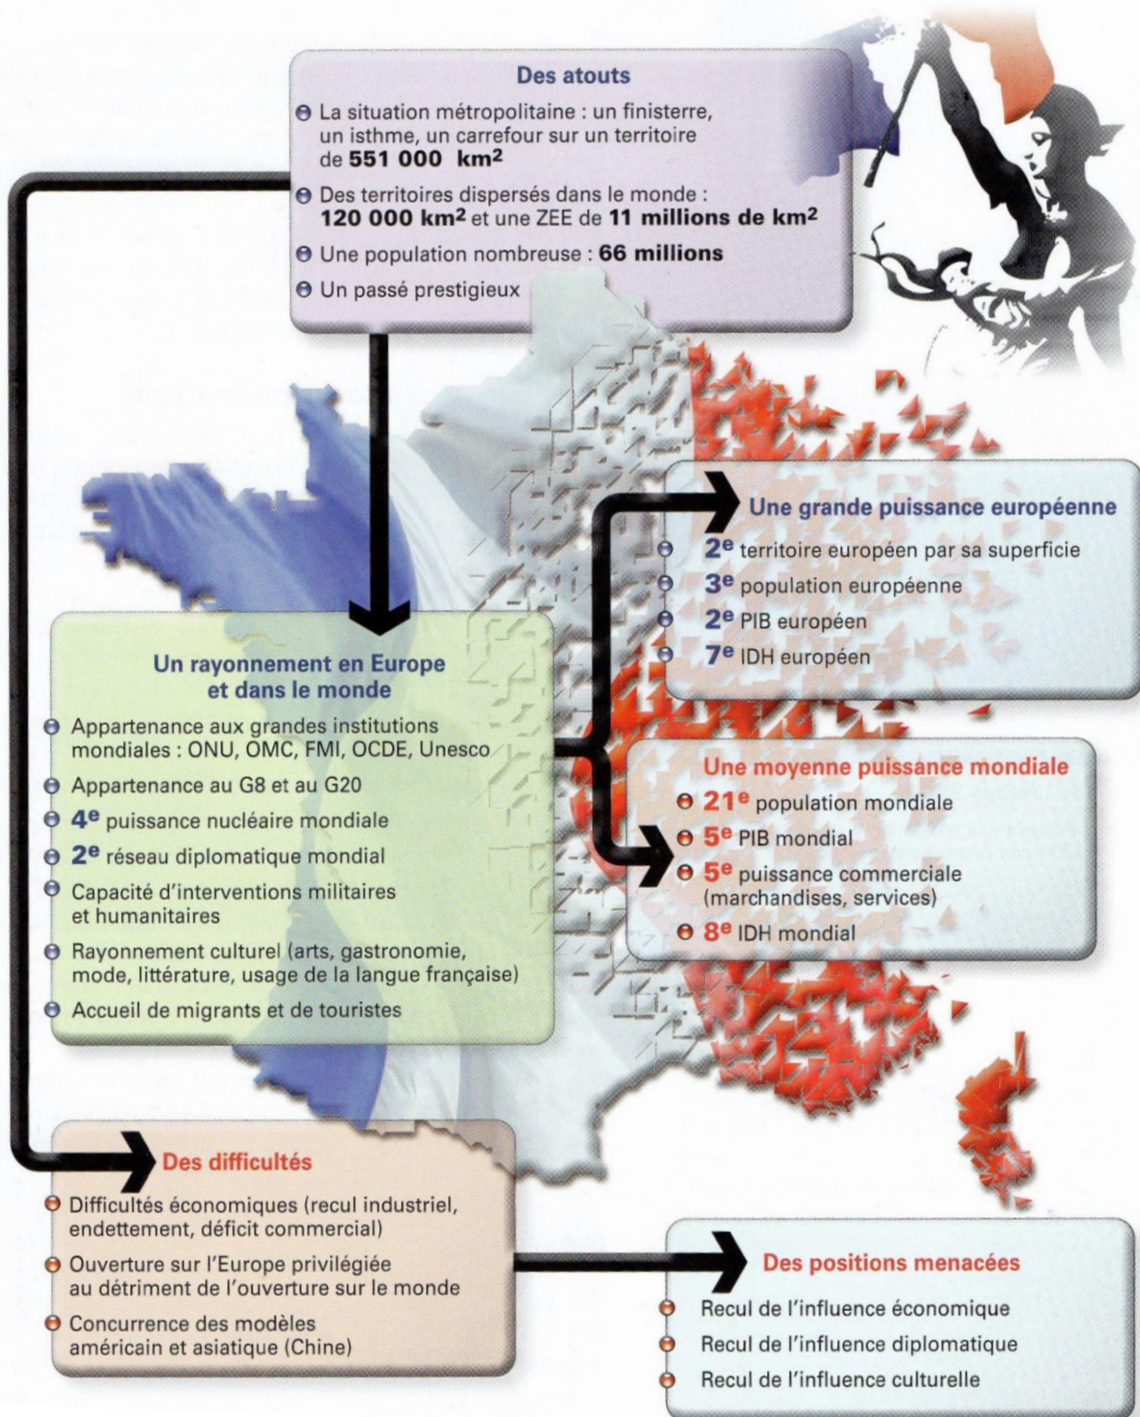 Des atouts
La situation métropolitaine : un finisterre,
un isthme, un carrefour sur un territoire
de 551 000 km²
Des territoires dispersés dans le monde :
120 000 km² et une ZEE de 11 millions de km²
Une population nombreuse : 66 millions
Un passé prestigieux
Une grande puissance européenne
2e territoire européen par sa superficie
3e population européenne
2e PIB européen
7e IDH européen
Un rayonnement en Europe
et dans le monde
Appartenance aux grandes institutions
mondiales : ONU, OMC, FMI, OCDE, Unesco
Appartenance au G8 et au G20
4e puissance nucléaire mondiale
2e réseau diplomatique mondial
Capacité d'interventions militaires
et humanitaires
Rayonnement culturel (arts, gastronomie,
mode, littérature, usage de la langue française)
Accueil de migrants et de touristes
Une moyenne puissance mondiale
21e population mondiale
5e PIB mondial
5e puissance commerciale
(marchandises, services)
8e IDH mondial
Des difficultés
Difficultés économiques (recul industriel,
endettement, déficit commercial)
Ouverture sur l'Europe privilégiée
au détriment de l'ouverture sur le monde
Concurrence des modèles
américain et asiatique (Chine)
Des positions menacées
Recul de l'influence économique
Recul de l'influence diplomatique
Recul de l'influence culturelle